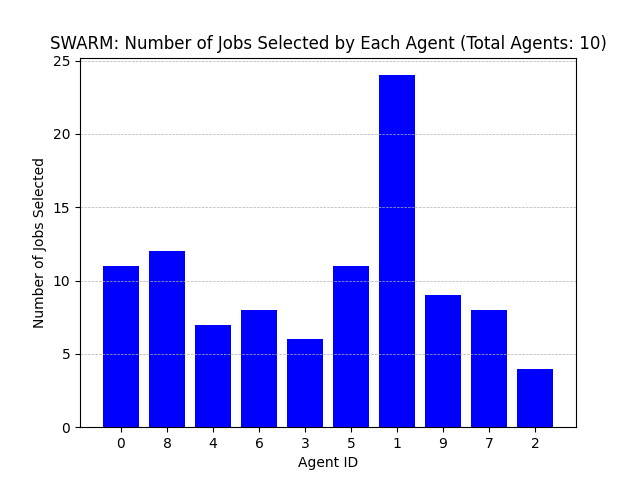 SWARM: Number of Jobs Selected by Each Agent (Total Agents: 10)
25
20
15
10
5
0
Number of Jobs Selected
0 8 4 6 3 5 1 9 7 2
Agent ID